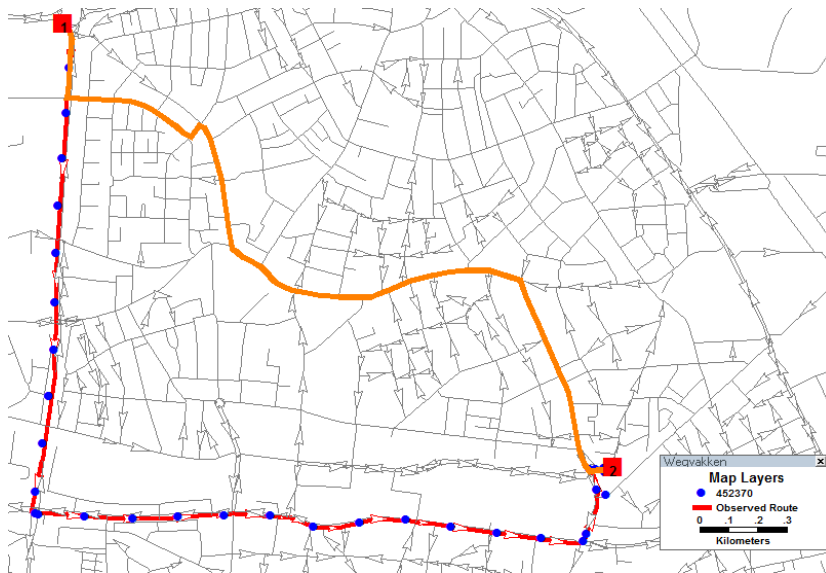 1
2
Wegvakken
Map Layers
452370
Observed Route
0 .1 .2 .3
Kilometers